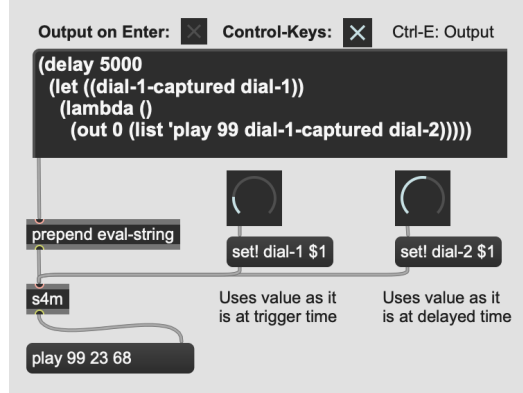 Output on Enter: Control-Keys: Ctrl-E: Output
(delay 5000
(let ((dial-1-captured dial-1))
(lambda ()
(out 0 (list 'play 99 dial-1-captured dial-2)))))
prepend eval-string
set! dial-1 $1
set! dial-2 $1
s4m
Uses value as it
is at trigger time
Uses value as it
is at delayed time
play 99 23 68